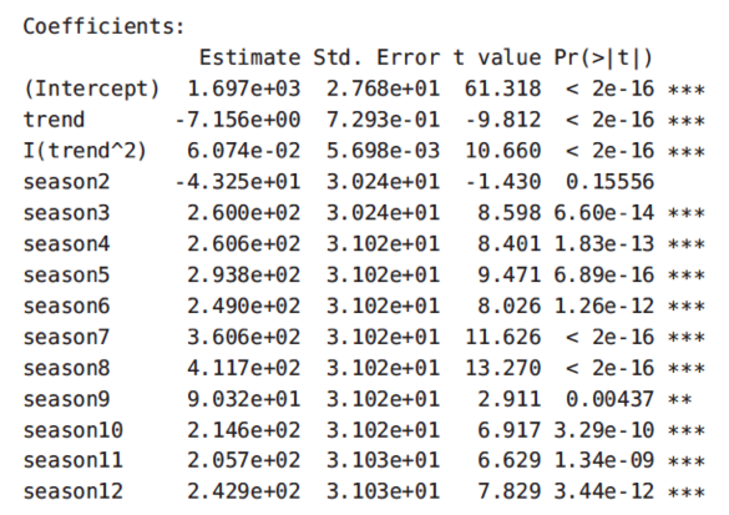 Coefficients:
Estimate Std. Error t value Pr(>|t|)
(Intercept) 1.697e+03 2.768e+01 61.318 < 2e-16 ***
trend -7.156e+00 7.293e-01 -9.812 < 2e-16 ***
I(trend^2) 6.074e-02 5.698e-03 10.660 < 2e-16 ***
season2 -4.325e+01 3.024e+01 -1.430 0.15556
season3 2.600e+02 3.024e+01 8.598 6.60e-14 ***
season4 2.606e+02 3.102e+01 8.401 1.83e-13 ***
season5 2.938e+02 3.102e+01 9.471 6.89e-16 ***
season6 2.490e+02 3.102e+01 8.026 1.26e-12 ***
season7 3.606e+02 3.102e+01 11.626 < 2e-16 ***
season8 4.117e+02 3.102e+01 13.270 < 2e-16 ***
season9 9.032e+01 3.102e+01 2.911 0.00437 **
season10 2.146e+02 3.102e+01 6.917 3.29e-10 ***
season11 2.057e+02 3.103e+01 6.629 1.34e-09 ***
season12 2.429e+02 3.103e+01 7.829 3.44e-12 ***